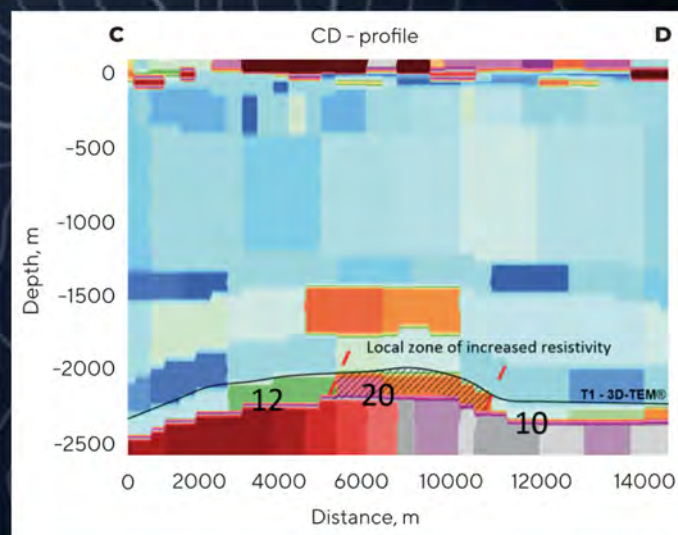 C
CD - profile
D
0
-500
-1000
-1500
-2000
-2500
Depth, m
Local zone of increased resistivity
T1 - 3D-TEM®
12
20
10
0
2000
4000
6000
8000
10000
12000
14000
Distance, m